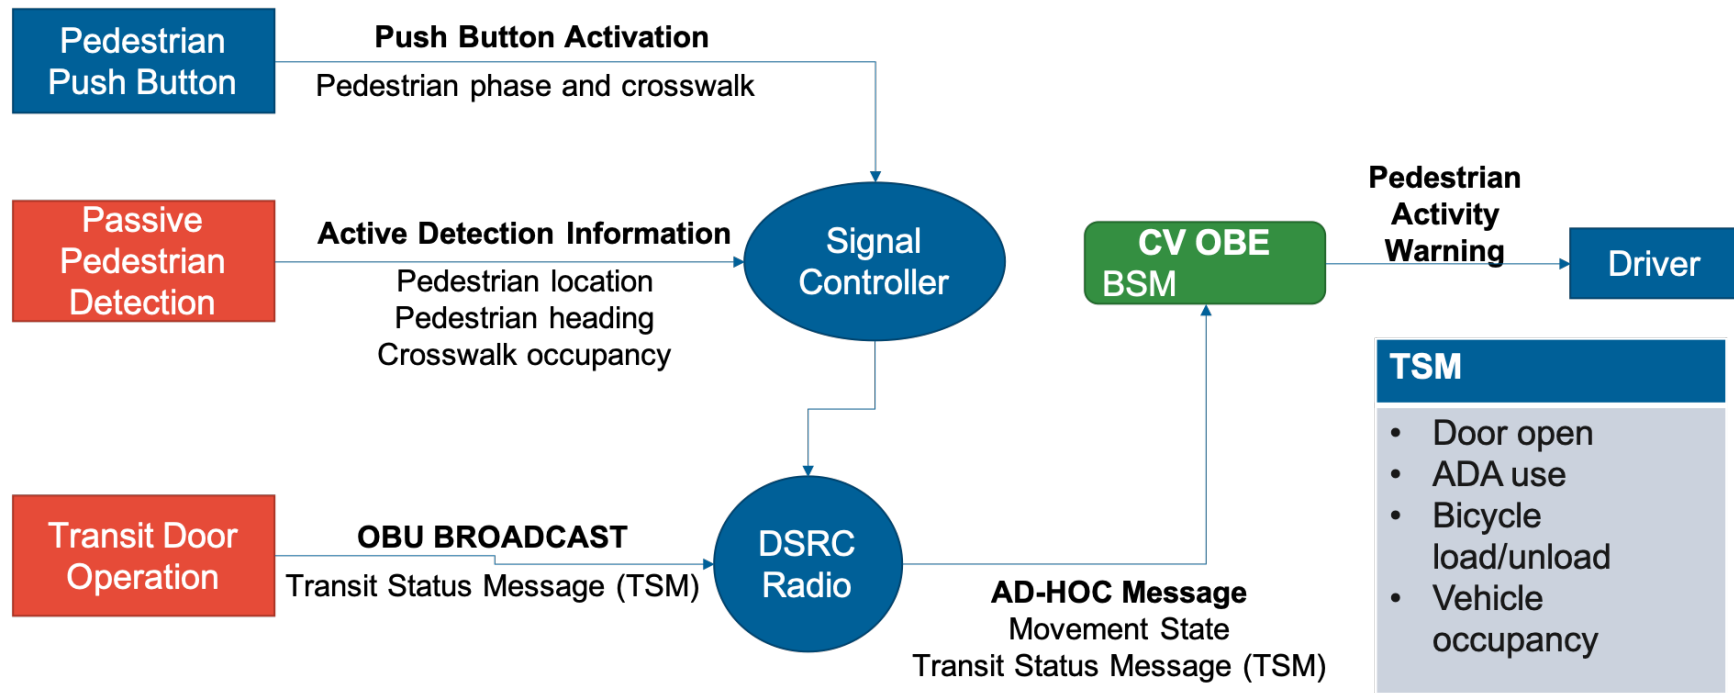 Pedestrian
Push Button
Push Button Activation
Pedestrian phase and crosswalk
Passive
Pedestrian
Detection
Active Detection Information
Pedestrian location
Pedestrian heading
Crosswalk occupancy
Signal
Controller
CV OBE
BSM
Pedestrian
Activity
Warning
Driver
Transit Door
Operation
OBU BROADCAST
Transit Status Message (TSM)
DSRC
Radio
AD-HOC Message
Movement State
Transit Status Message (TSM)
TSM
• Door open
• ADA use
• Bicycle
load/unload
• Vehicle
occupancy